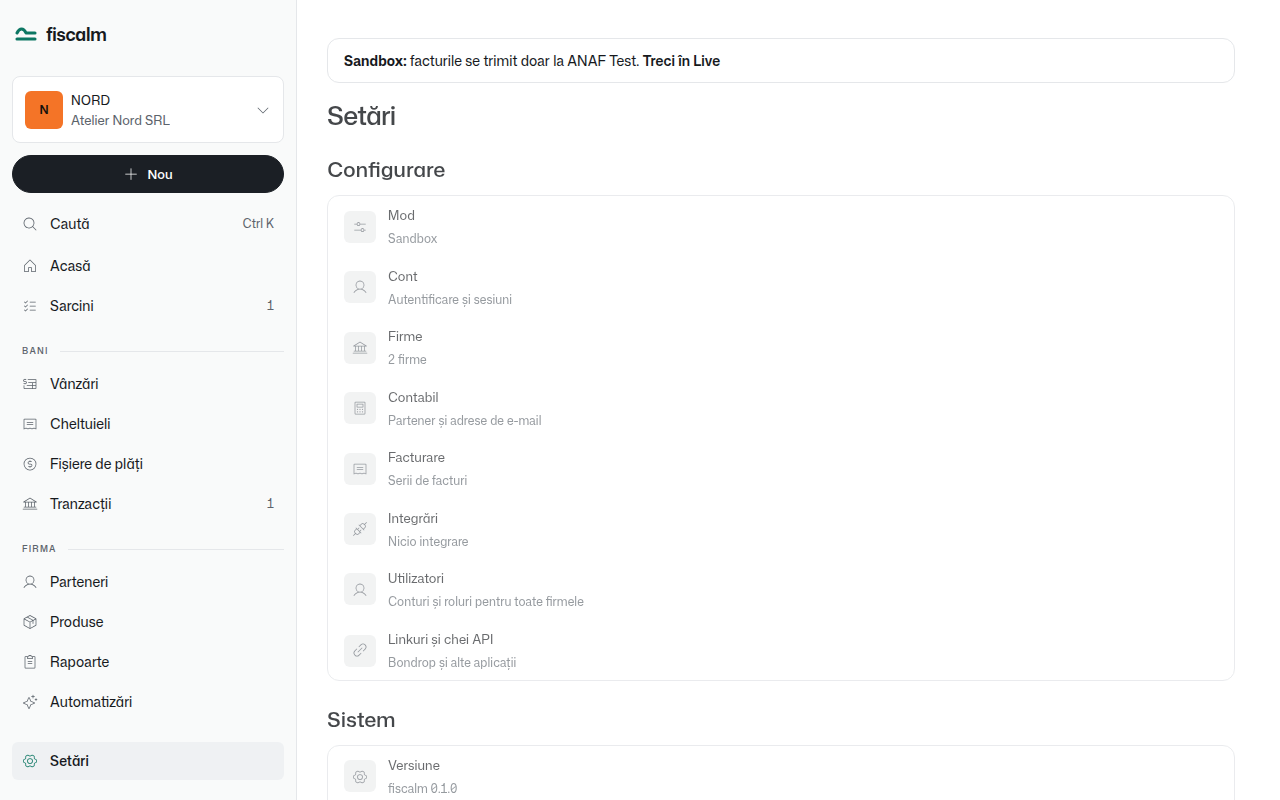 fiscalm
N
NORD
Atelier Nord SRL
Nou
Caută
Ctrl K
Acasă
Sarcini
1
BANI
Vânzări
Cheltuieli
Fișiere de plăți
Tranzacții
1
FIRMA
Parteneri
Produse
Rapoarte
Automatizări
Setări
Sandbox: facturile se trimit doar la ANAF Test. Treci în Live
Setări
Configurare
Mod
Sandbox
Cont
Autentificare și sesiuni
Firme
2 firme
Contabil
Partener și adrese de e-mail
Facturare
Serii de facturi
Integrări
Nicio integrare
Utilizatori
Conturi și roluri pentru toate firmele
Linkuri și chei API
Bondrop și alte aplicații
Sistem
Versiune
fiscalm 0.1.0